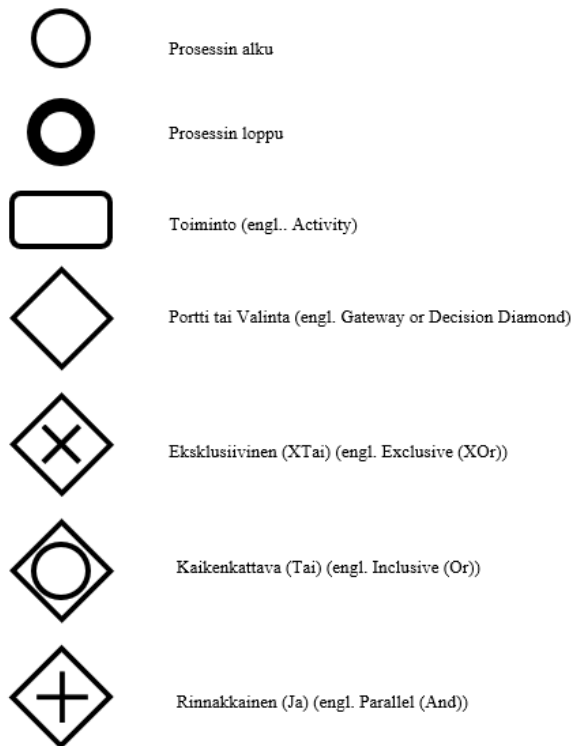 Prosessin alku
Prosessin loppu
Toiminto (engl.. Activity)
Portti tai Valinta (engl. Gateway or Decision Diamond)
Eksklusiivinen (XTai) (engl. Exclusive (XOr))
Kaikenkattava (Tai) (engl. Inclusive (Or))
Rinnakkainen (Ja) (engl. Parallel (And))